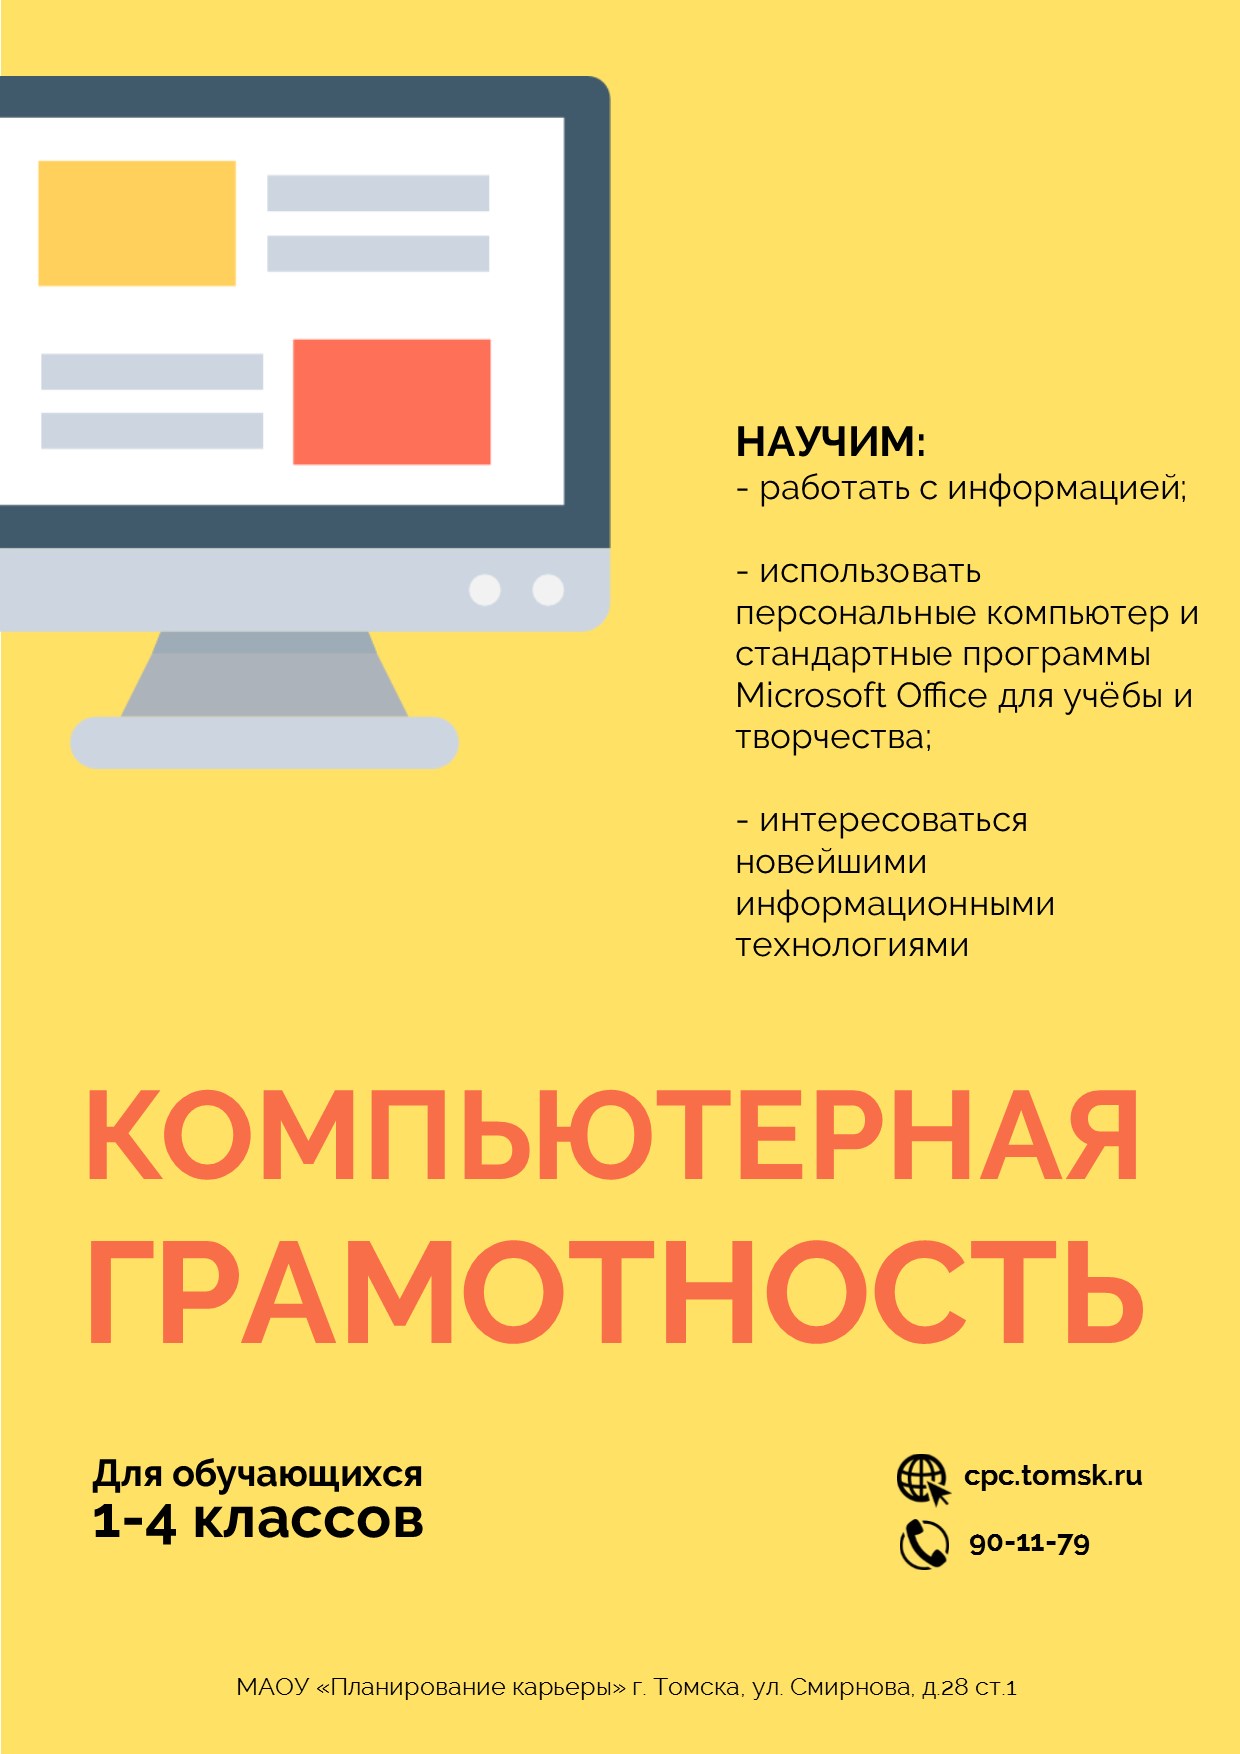 НАУЧИМ:
- работать с информацией;
- использовать
персональные компьютер и
стандартные программы
Microsoft Office для учёбы и
творчества;
- интересоваться
новейшими
информационными
технологиями
КОМПЬЮТЕРНАЯ
ГРАМОТНОСТЬ
Для обучающихся
1-4 классов
cpc.tomsk.ru
90-11-79
МАОУ «Планирование карьеры» г. Томска, ул. Смирнова, д.28 ст.1